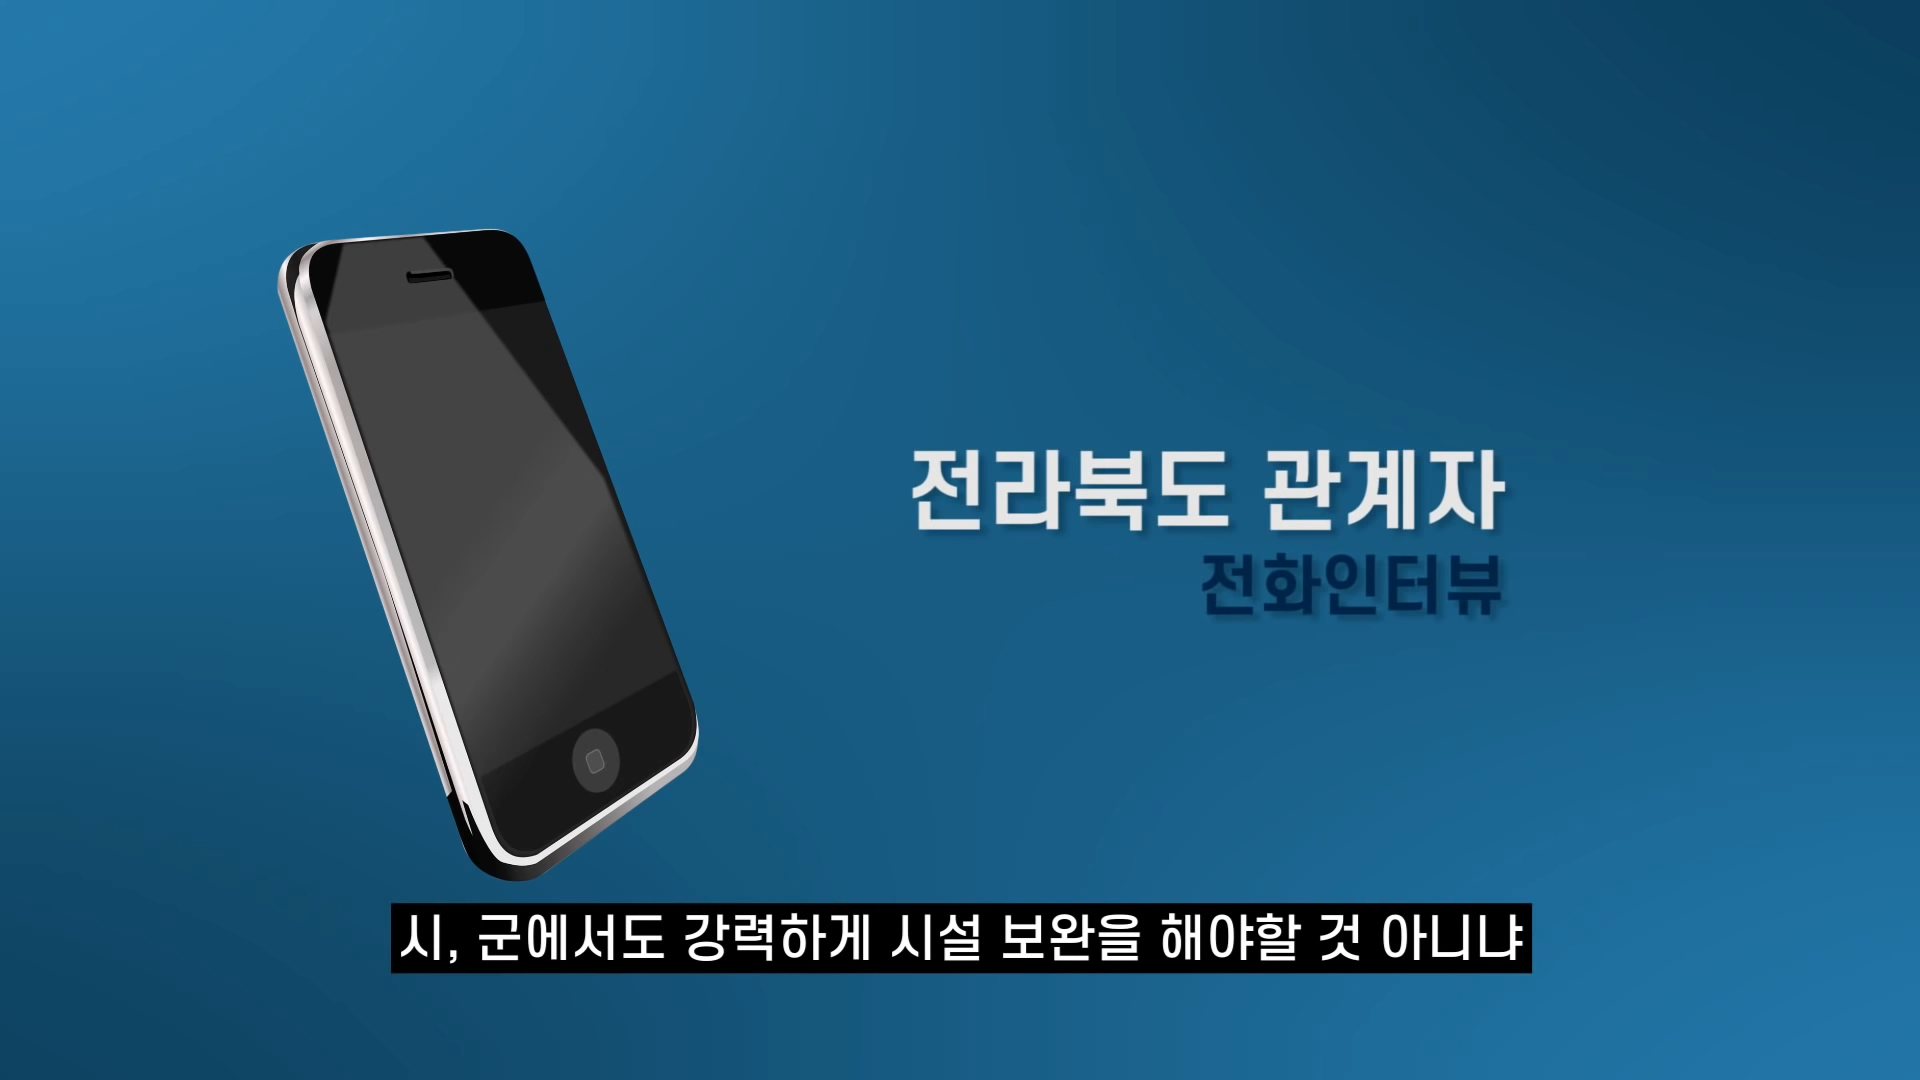 전라북도 관계자
전화인터뷰
시, 군에서도 강력하게 시설 보완을 해야할 것 아니냐